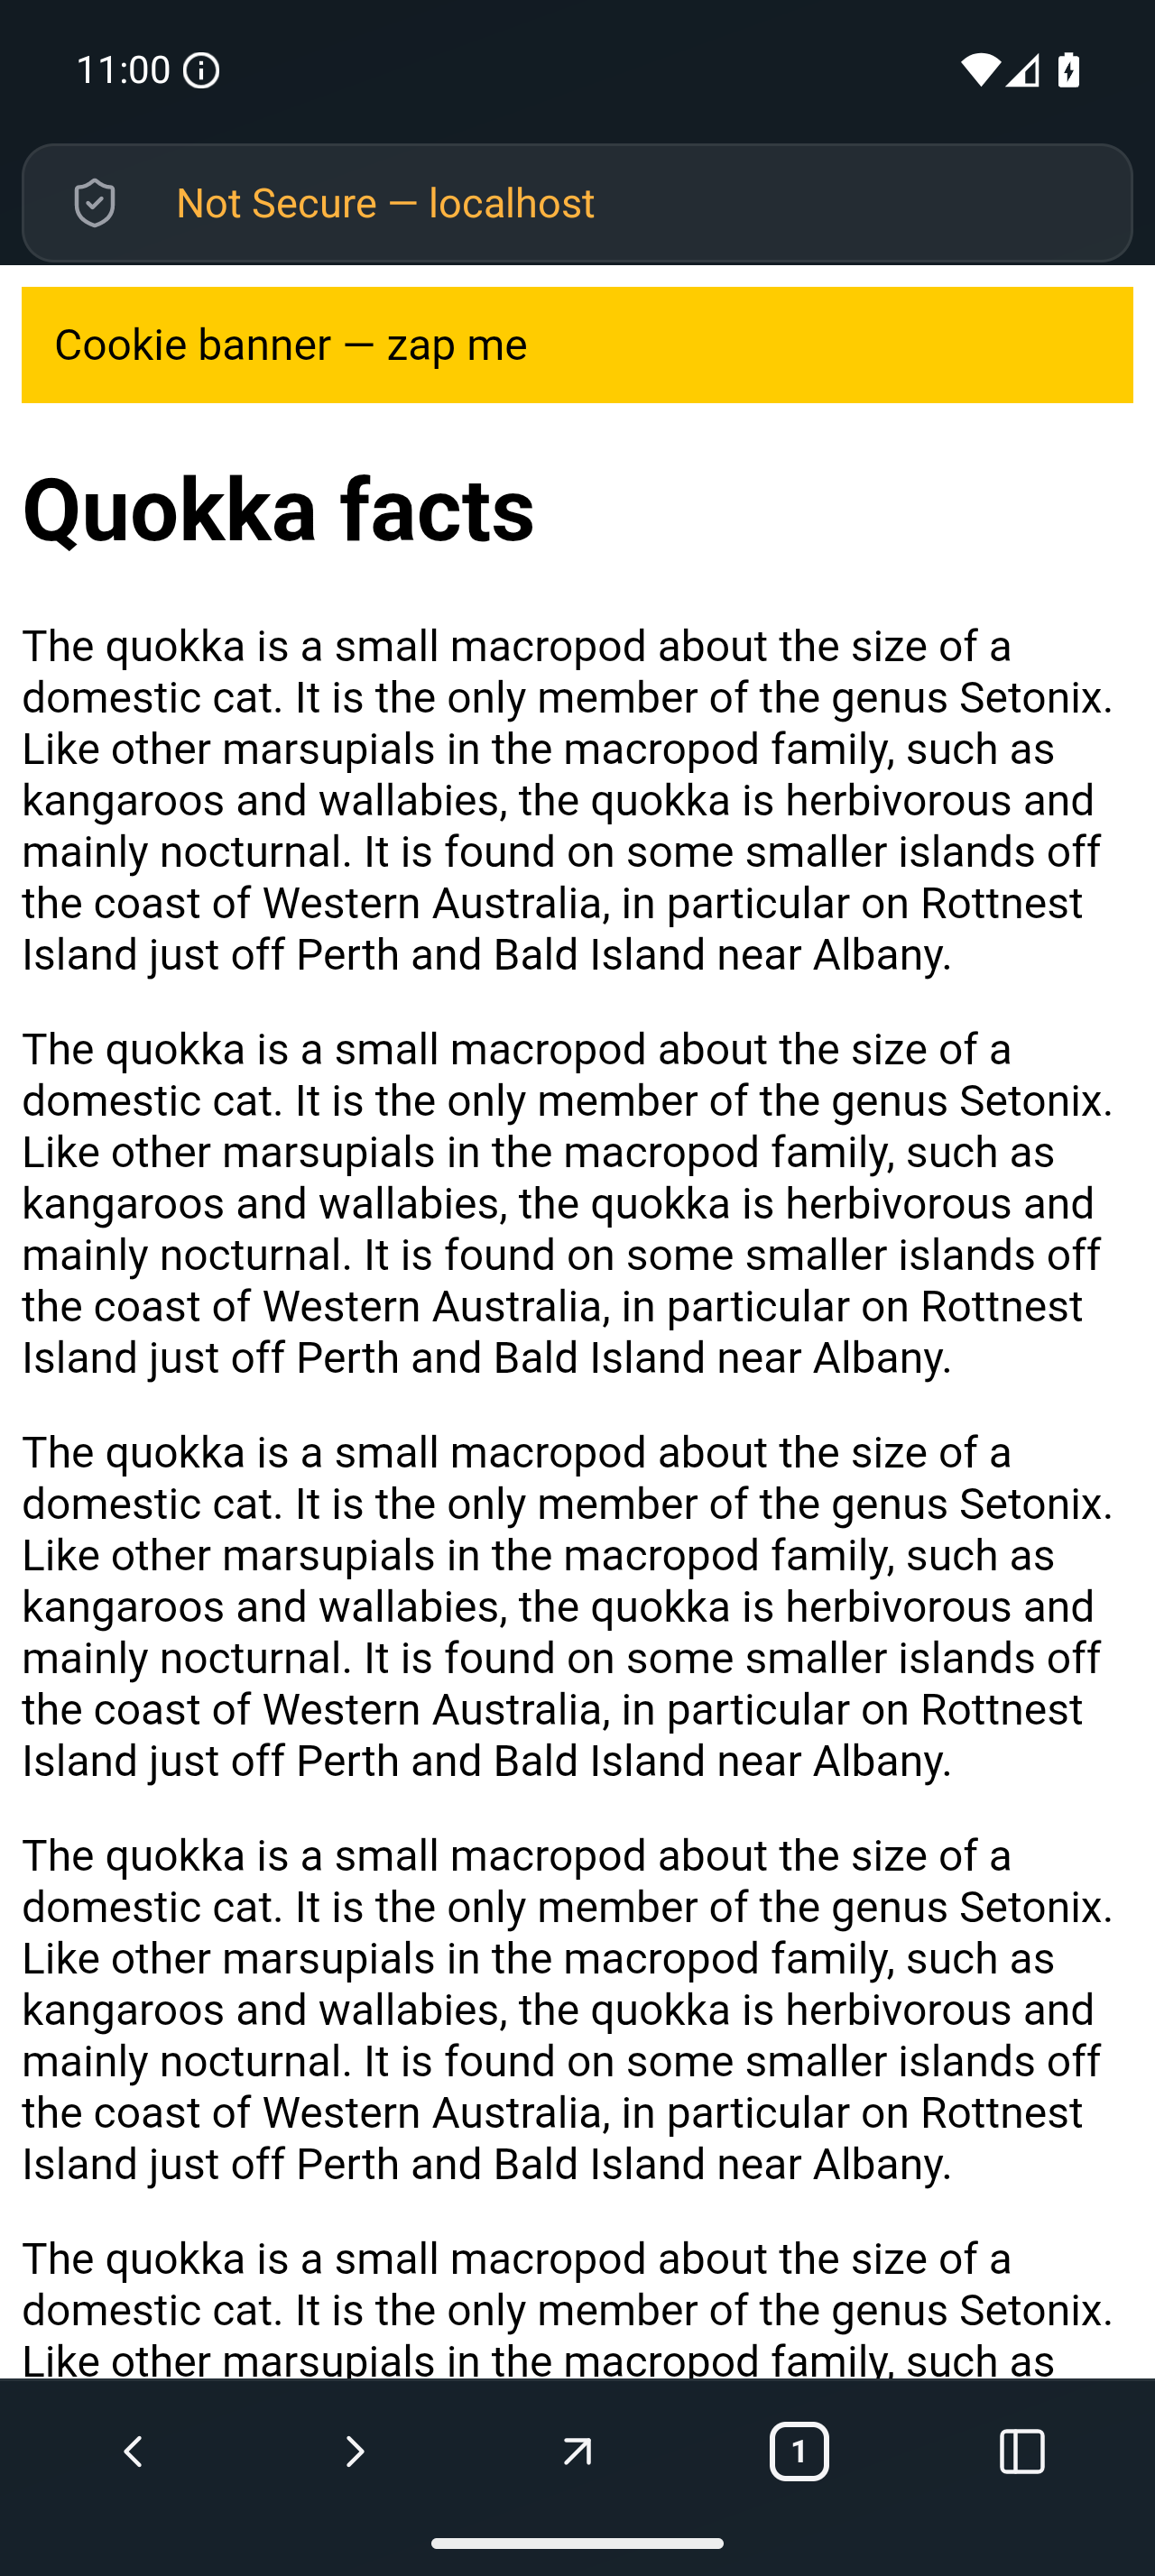 11:00
Not Secure — localhost
Cookie banner — zap me
Quokka facts
The quokka is a small macropod about the size of a
domestic cat. It is the only member of the genus Setonix.
Like other marsupials in the macropod family, such as
kangaroos and wallabies, the quokka is herbivorous and
mainly nocturnal. It is found on some smaller islands off
the coast of Western Australia, in particular on Rottnest
Island just off Perth and Bald Island near Albany.
The quokka is a small macropod about the size of a
domestic cat. It is the only member of the genus Setonix.
Like other marsupials in the macropod family, such as
kangaroos and wallabies, the quokka is herbivorous and
mainly nocturnal. It is found on some smaller islands off
the coast of Western Australia, in particular on Rottnest
Island just off Perth and Bald Island near Albany.
The quokka is a small macropod about the size of a
domestic cat. It is the only member of the genus Setonix.
Like other marsupials in the macropod family, such as
kangaroos and wallabies, the quokka is herbivorous and
mainly nocturnal. It is found on some smaller islands off
the coast of Western Australia, in particular on Rottnest
Island just off Perth and Bald Island near Albany.
The quokka is a small macropod about the size of a
domestic cat. It is the only member of the genus Setonix.
Like other marsupials in the macropod family, such as
kangaroos and wallabies, the quokka is herbivorous and
mainly nocturnal. It is found on some smaller islands off
the coast of Western Australia, in particular on Rottnest
Island just off Perth and Bald Island near Albany.
The quokka is a small macropod about the size of a
domestic cat. It is the only member of the genus Setonix.
Like other marsupials in the macropod family, such as
1